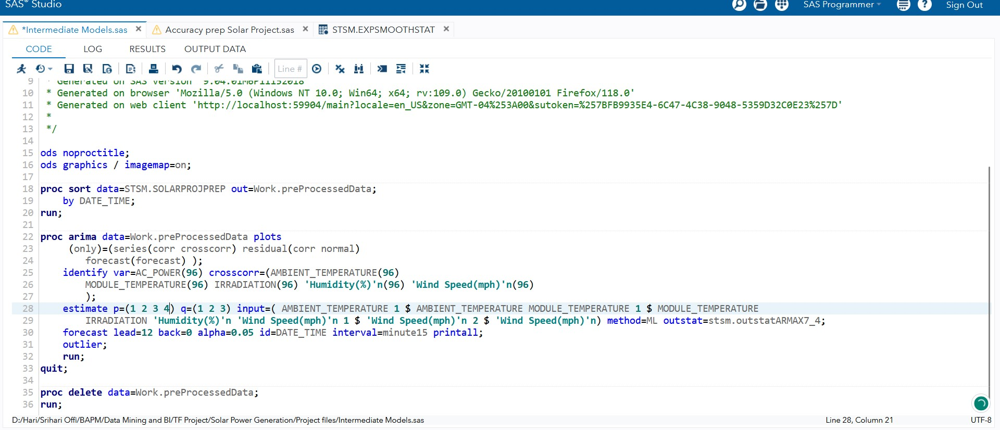 SAS® Studio
SAS Programmer
Sign Out
*Intermediate Models.sas
Accuracy prep Solar Project.sas
STSM.EXPSMOOTHSTAT
CODE LOG RESULTS OUTPUT DATA
Line #
9 * Generated on SAS version '9.04.01M6P11152018'
10 * Generated on browser 'Mozilla/5.0 (Windows NT 10.0; Win64; x64; rv:109.0) Gecko/20100101 Firefox/118.0'
11 * Generated on web client 'http://localhost:59904/main?locale=en_US&zone=GMT-04%253A00&sutoken=%257BFB9935E4-6C47-4C38-9048-5359D32C0E23%257D'
12 *
13 */
14
15 ods noproctitle;
16 ods graphics / imagemap=on;
17
18 proc sort data=STSM.SOLARPROJPREP out=Work.preProcessedData;
19 by DATE_TIME;
20 run;
21
22 proc arima data=Work.preProcessedData plots
23 (only)=(series(corr crosscorr) residual(corr normal)
24 forecast(forecast) );
25 identify var=AC_POWER(96) crosscorr=(AMBIENT_TEMPERATURE(96)
26 MODULE_TEMPERATURE(96) IRRADIATION(96) 'Humidity(%)'n(96) 'Wind Speed(mph)'n(96)
27 );
28 estimate p=(1 2 3 4) q=(1 2 3) input=( AMBIENT_TEMPERATURE 1 $ AMBIENT_TEMPERATURE MODULE_TEMPERATURE 1 $ MODULE_TEMPERATURE
29 IRRADIATION 'Humidity(%)'n 'Wind Speed(mph)'n 1 $ 'Wind Speed(mph)'n 2 $ 'Wind Speed(mph)'n) method=ML outstat=stsm.outstatARMAX7_4;
30 forecast lead=12 back=0 alpha=0.05 id=DATE_TIME interval=minute15 printall;
31 outlier;
32 run;
33 quit;
34
35 proc delete data=Work.preProcessedData;
36 run;
D:/Hari/Srihari Offi/BAPM/Data Mining and BI/TF Project/Solar Power Generation/Project files/Intermediate Models.sas
Line 28, Column 21
UTF-8